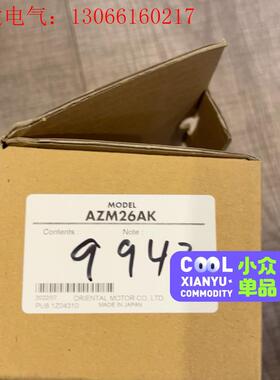 电气：13066160217
MODEL
AZM26AK
Contents :
Note :
994
COOL 小众
XIANYU- 单品
COMMODITY
ORIENTAL MOTOR CO., LTD.
MADE IN JAPAN